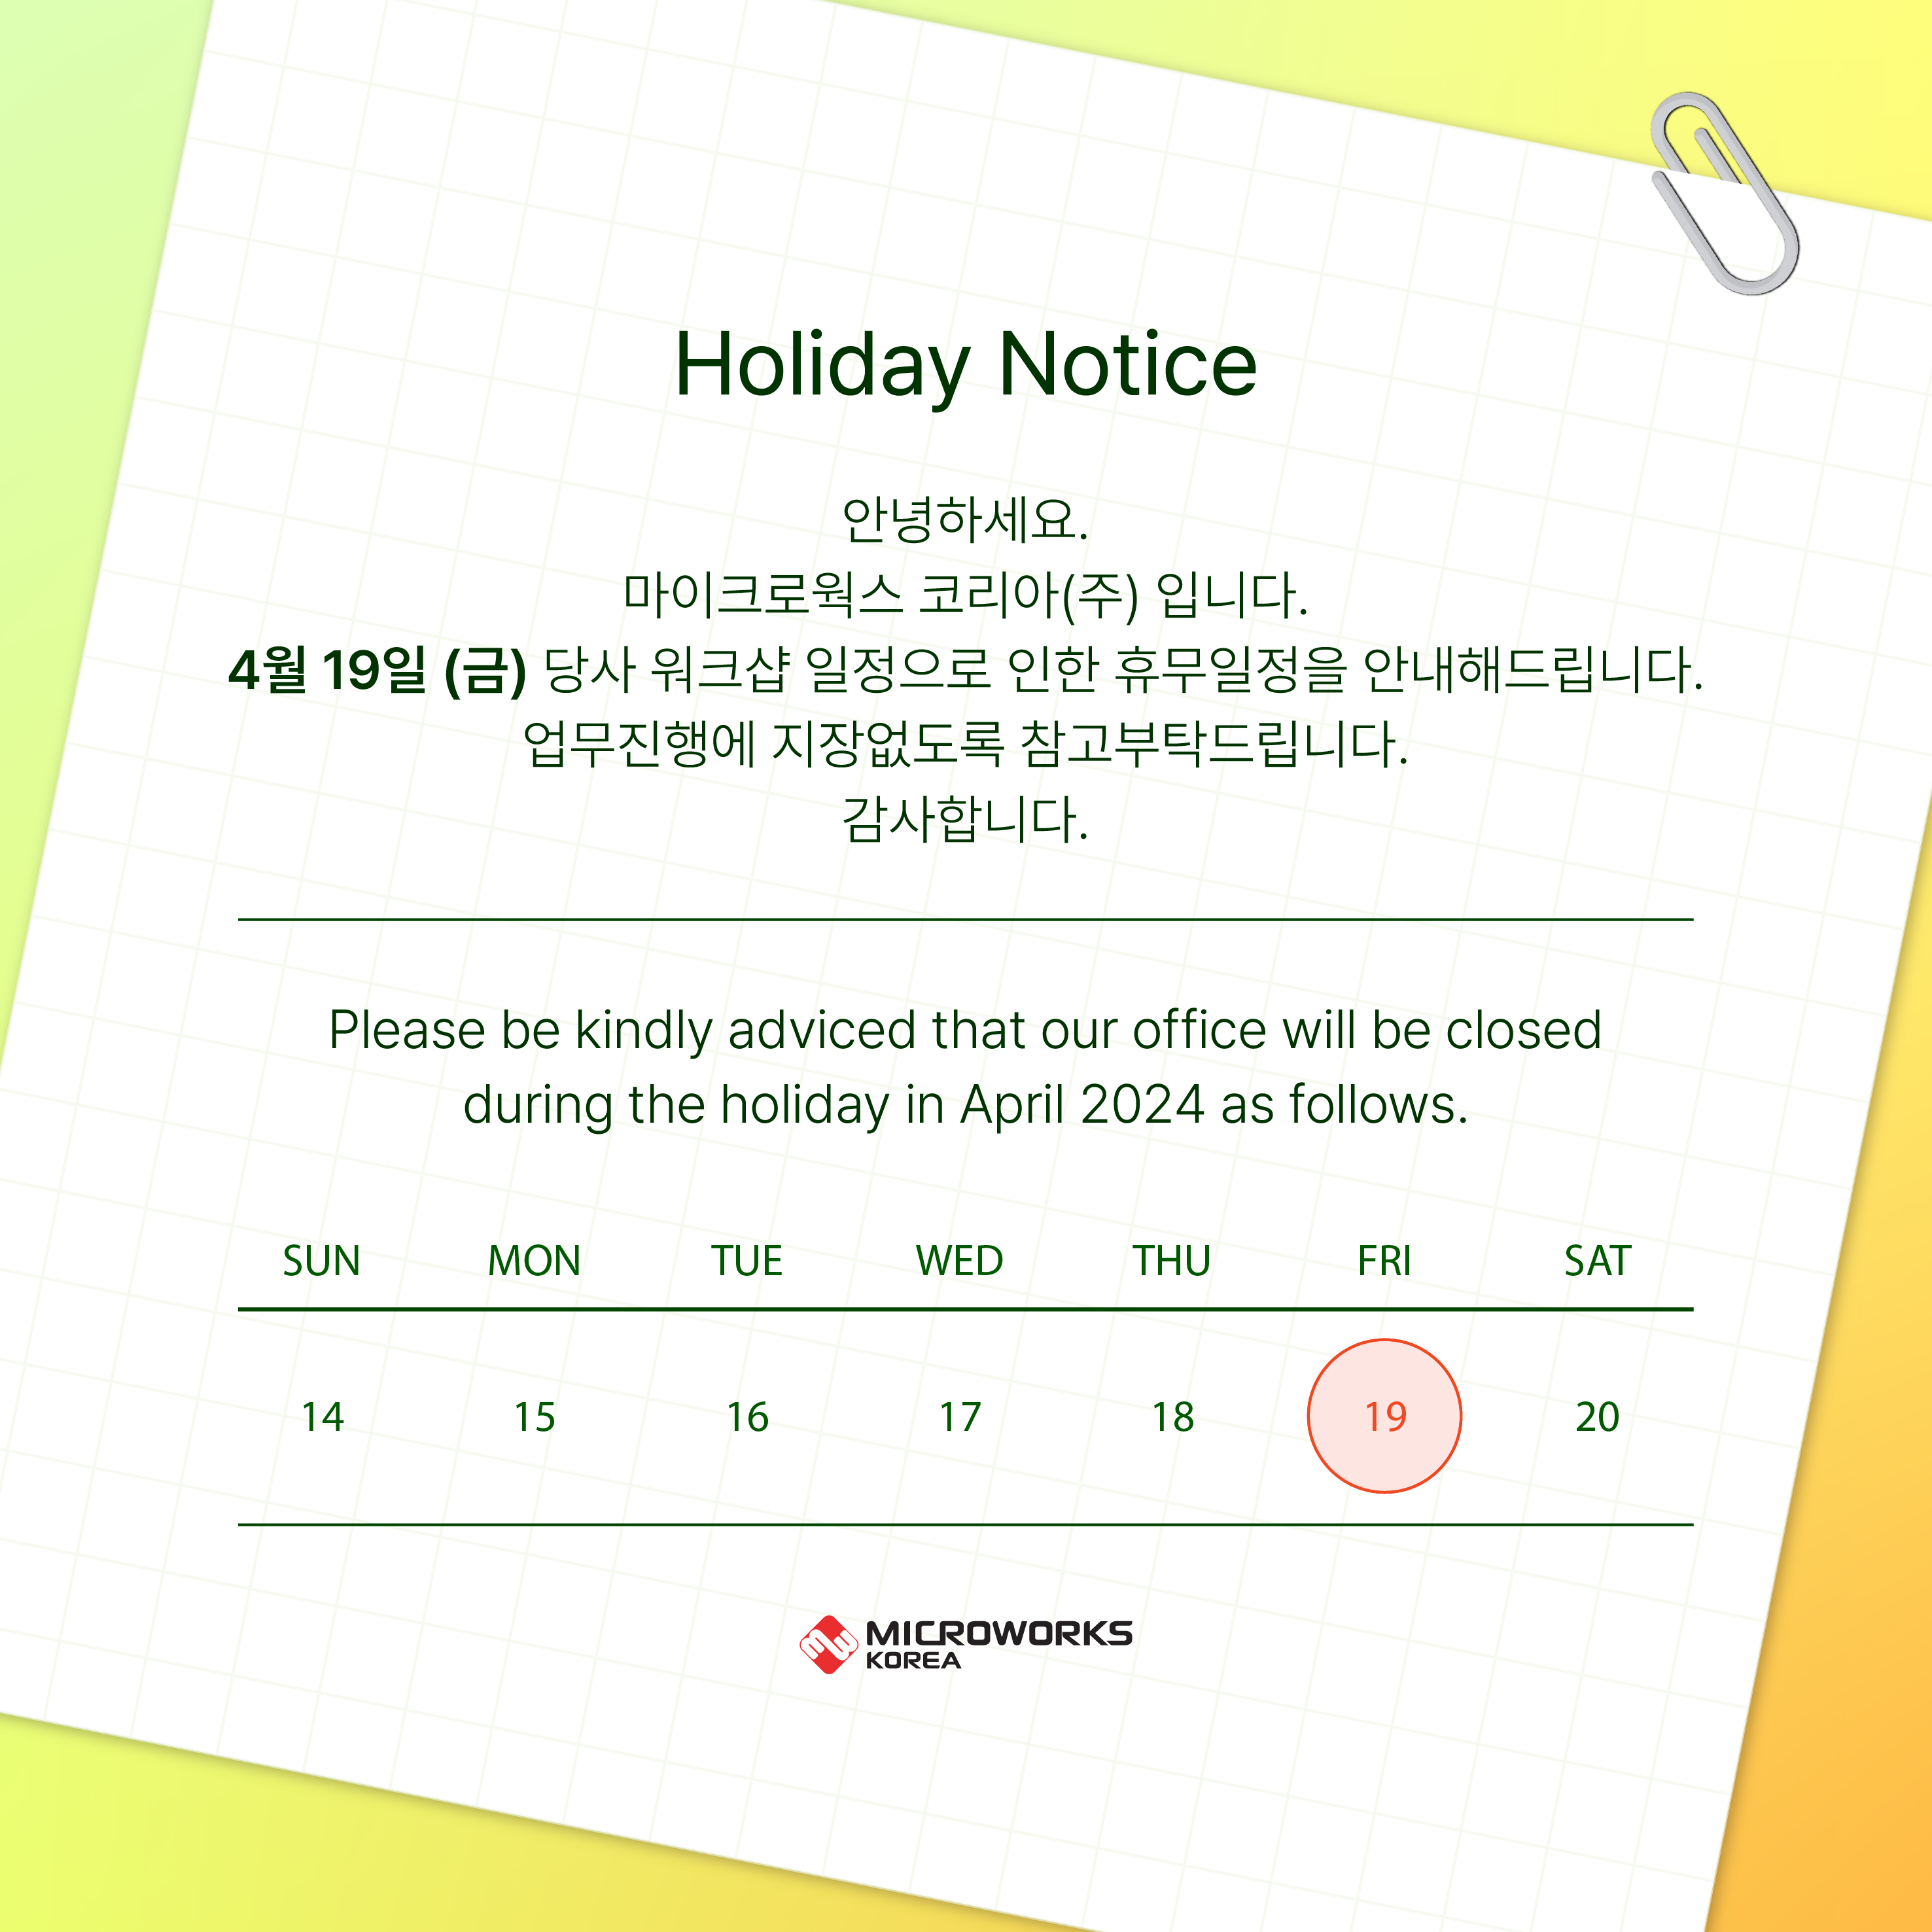 Holiday Notice
안녕하세요.
마이크로웍스 코리아(주) 입니다.
4월 19일 (금) 당사 워크샵 일정으로 인한 휴무일정을 안내해드립니다.
업무진행에 지장없도록 참고부탁드립니다.
감사합니다.
Please be kindly adviced that our office will be closed
during the holiday in April 2024 as follows.
SUN MON TUE WED THU FRI SAT
14 15 16 17 18 19 20
MICROWORKS
KOREA